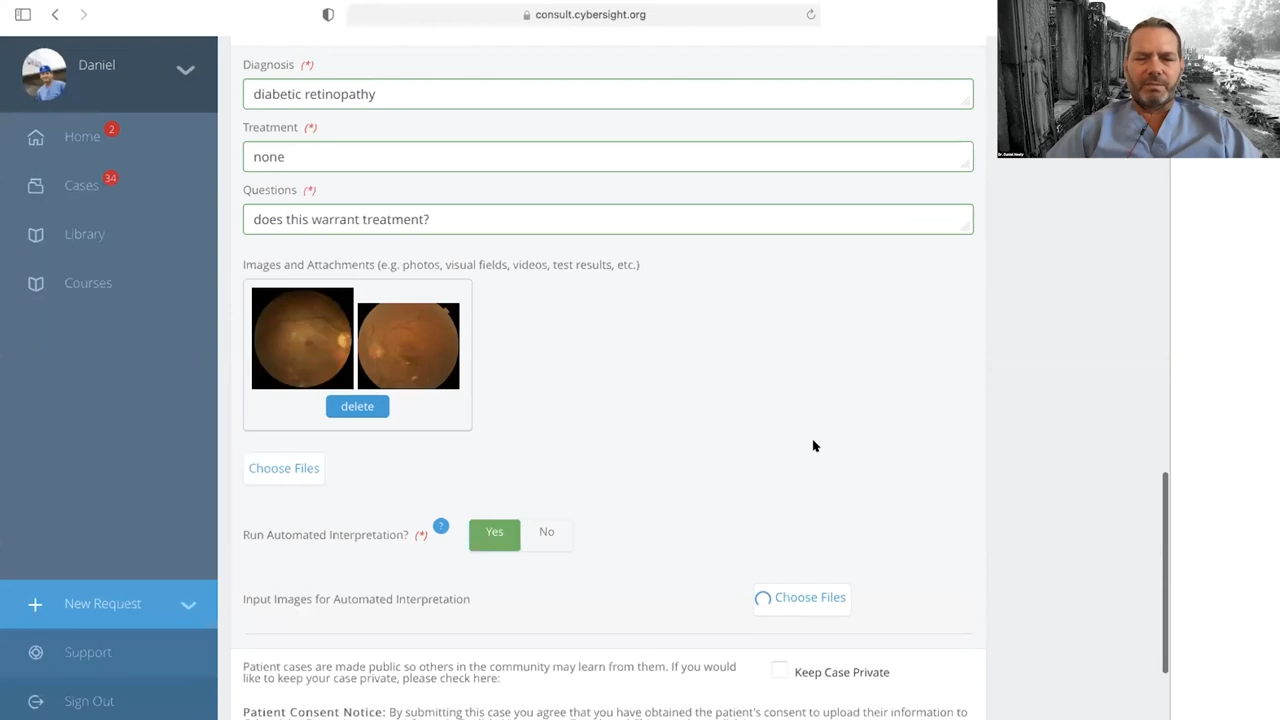 consult.cybersight.org
Daniel
Home 2
Cases 34
Library
Courses
New Request
Support
Sign Out
Diagnosis (*)
diabetic retinopathy
Treatment (*)
none
Questions (*)
does this warrant treatment?
Images and Attachments (e.g. photos, visual fields, videos, test results, etc.)
delete
Choose Files
Run Automated Interpretation? (*) ? Yes No
Input Images for Automated Interpretation Choose Files
Patient cases are made public so others in the community may learn from them. If you would
like to keep your case private, please check here:
Keep Case Private
Patient Consent Notice: By submitting this case you agree that you have obtained the patient's consent to upload their information to